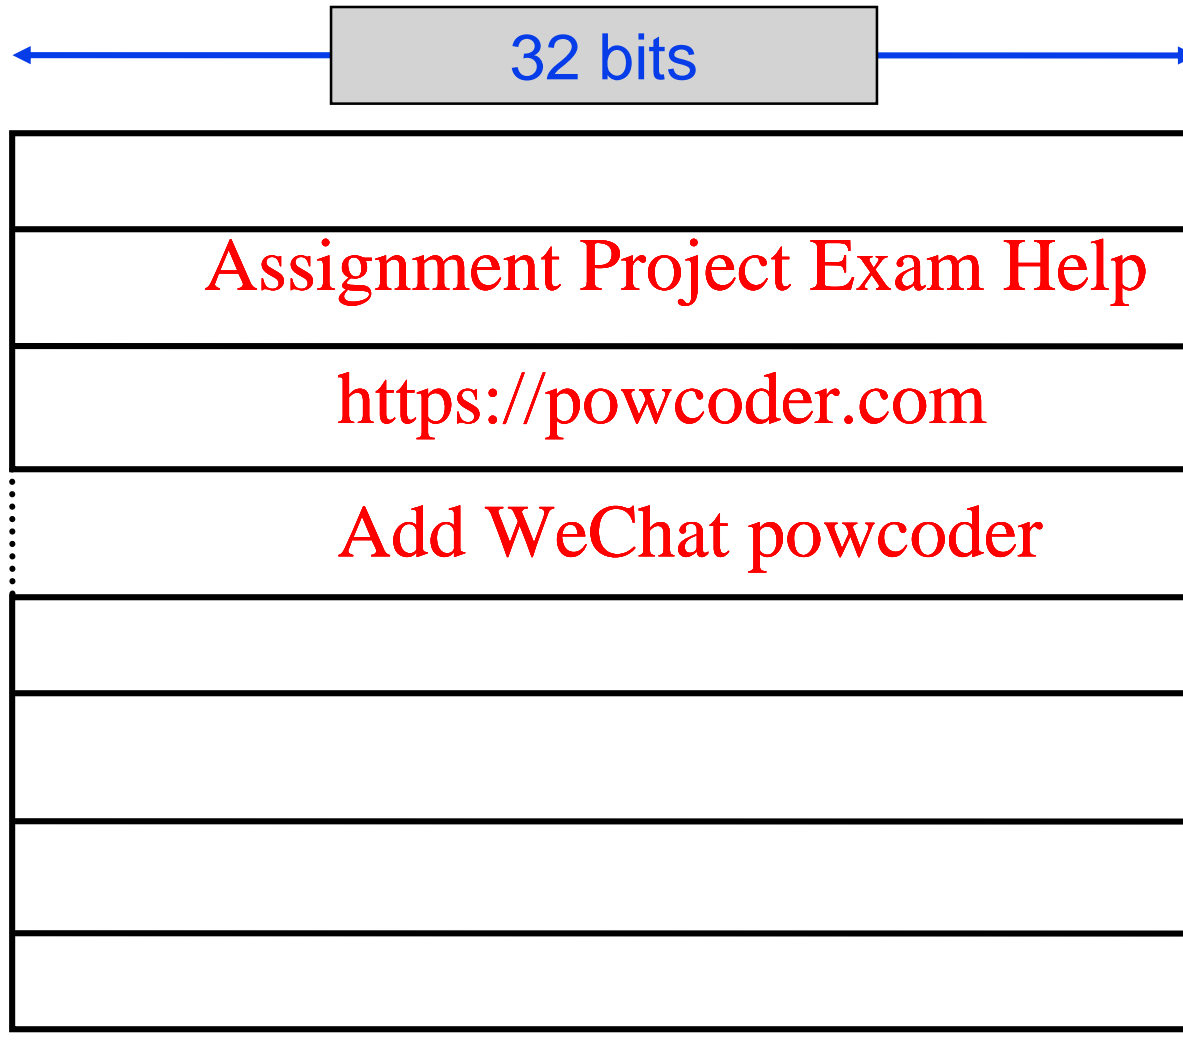 32 bits
Assignment Project Exam Help
https://powcoder.com
Add WeChat powcoder